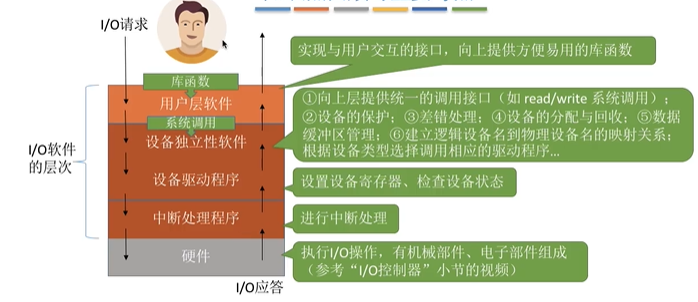 I/O请求
实现与用户交互的接口，向上提供方便易用的库函数
库函数
用户层软件
①向上层提供统一的调用接口（如 read/write 系统调用）；
②设备的保护；③差错处理；④设备的分配与回收；⑤数据
缓冲区管理；⑥建立逻辑设备名到物理设备名的映射关系；
根据设备类型选择调用相应的驱动程序...
系统调用
设备独立性软件
I/O软件
的层次
设备驱动程序
设置设备寄存器、检查设备状态
中断处理程序
进行中断处理
硬件
执行I/O操作，有机械部件、电子部件组成
（参考“I/O控制器”小节的视频）
I/O应答